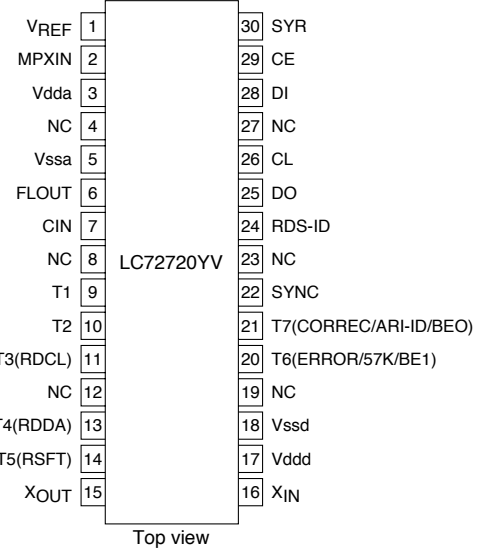 VREF 1 30 SYR
MPXIN 2 29 CE
Vdda 3 28 DI
NC 4 27 NC
Vssa 5 26 CL
FLOUT 6 25 DO
CIN 7 24 RDS-ID
NC 8 LC72720YV 23 NC
T1 9 22 SYNC
T2 10 21 T7(CORREC/ARI-ID/BEO)
T3(RDCL) 11 20 T6(ERROR/57K/BE1)
NC 12 19 NC
T4(RDDA) 13 18 Vssd
T5(RSFT) 14 17 Vddd
XOUT 15 16 XIN
Top view